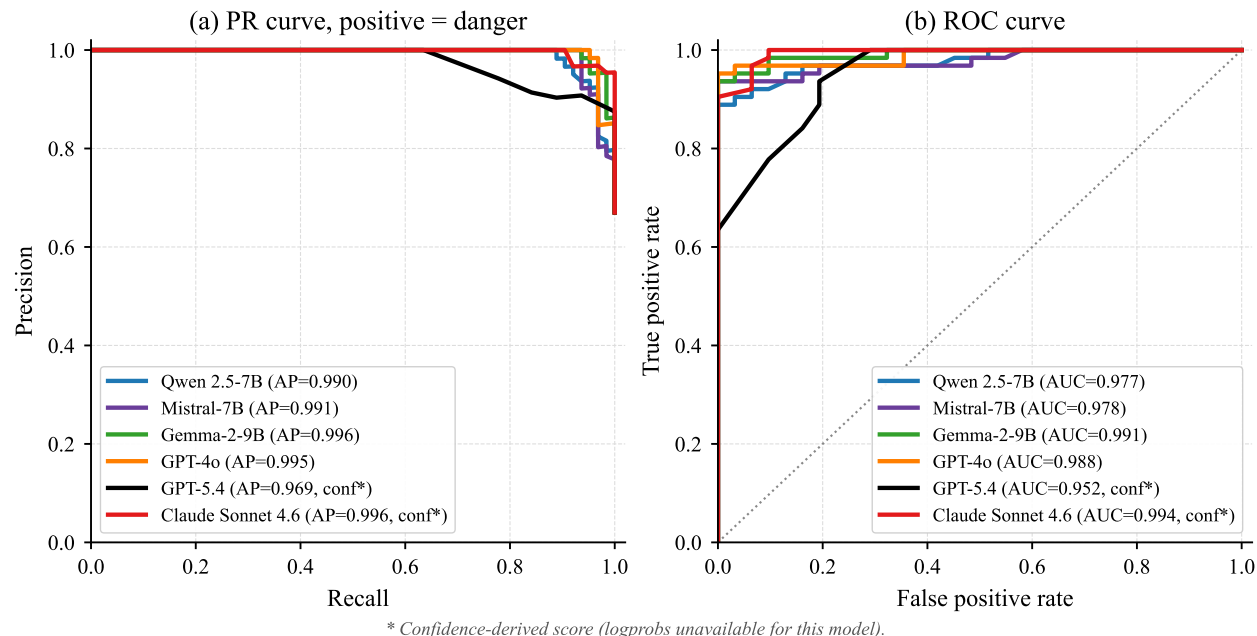 (a) PR curve, positive = danger
1.0
0.8
0.6
0.4
0.2
0.0
Precision
0.0 0.2 0.4 0.6 0.8 1.0
Recall
Qwen 2.5-7B (AP=0.990)
Mistral-7B (AP=0.991)
Gemma-2-9B (AP=0.996)
GPT-4o (AP=0.995)
GPT-5.4 (AP=0.969, conf*)
Claude Sonnet 4.6 (AP=0.996, conf*)
(b) ROC curve
1.0
0.8
0.6
0.4
0.2
0.0
True positive rate
0.0 0.2 0.4 0.6 0.8 1.0
False positive rate
Qwen 2.5-7B (AUC=0.977)
Mistral-7B (AUC=0.978)
Gemma-2-9B (AUC=0.991)
GPT-4o (AUC=0.988)
GPT-5.4 (AUC=0.952, conf*)
Claude Sonnet 4.6 (AUC=0.994, conf*)
* Confidence-derived score (logprobs unavailable for this model).